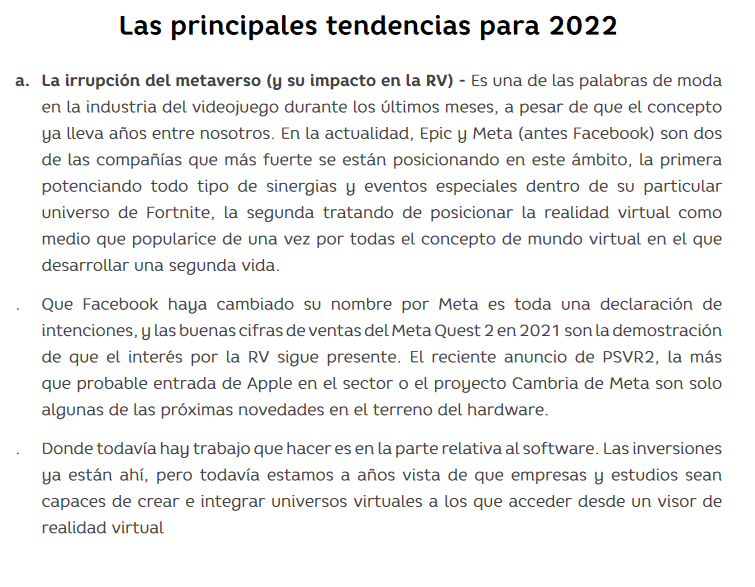 Las principales tendencias para 2022
a. La irrupción del metaverso (y su impacto en la RV) - Es una de las palabras de moda
en la industria del videojuego durante los últimos meses, a pesar de que el concepto
ya lleva años entre nosotros. En la actualidad, Epic y Meta (antes Facebook) son dos
de las compañías que más fuerte se están posicionando en este ámbito, la primera
potenciando todo tipo de sinergias y eventos especiales dentro de su particular
universo de Fortnite, la segunda tratando de posicionar la realidad virtual como
medio que popularice de una vez por todas el concepto de mundo virtual en el que
desarrollar una segunda vida.
. Que Facebook haya cambiado su nombre por Meta es toda una declaración de
intenciones, y las buenas cifras de ventas del Meta Quest 2 en 2021 son la demostración
de que el interés por la RV sigue presente. El reciente anuncio de PSVR2, la más
que probable entrada de Apple en el sector o el proyecto Cambria de Meta son solo
algunas de las próximas novedades en el terreno del hardware.
. Donde todavía hay trabajo que hacer es en la parte relativa al software. Las inversiones
ya están ahí, pero todavía estamos a años vista de que empresas y estudios sean
capaces de crear e integrar universos virtuales a los que acceder desde un visor de
realidad virtual